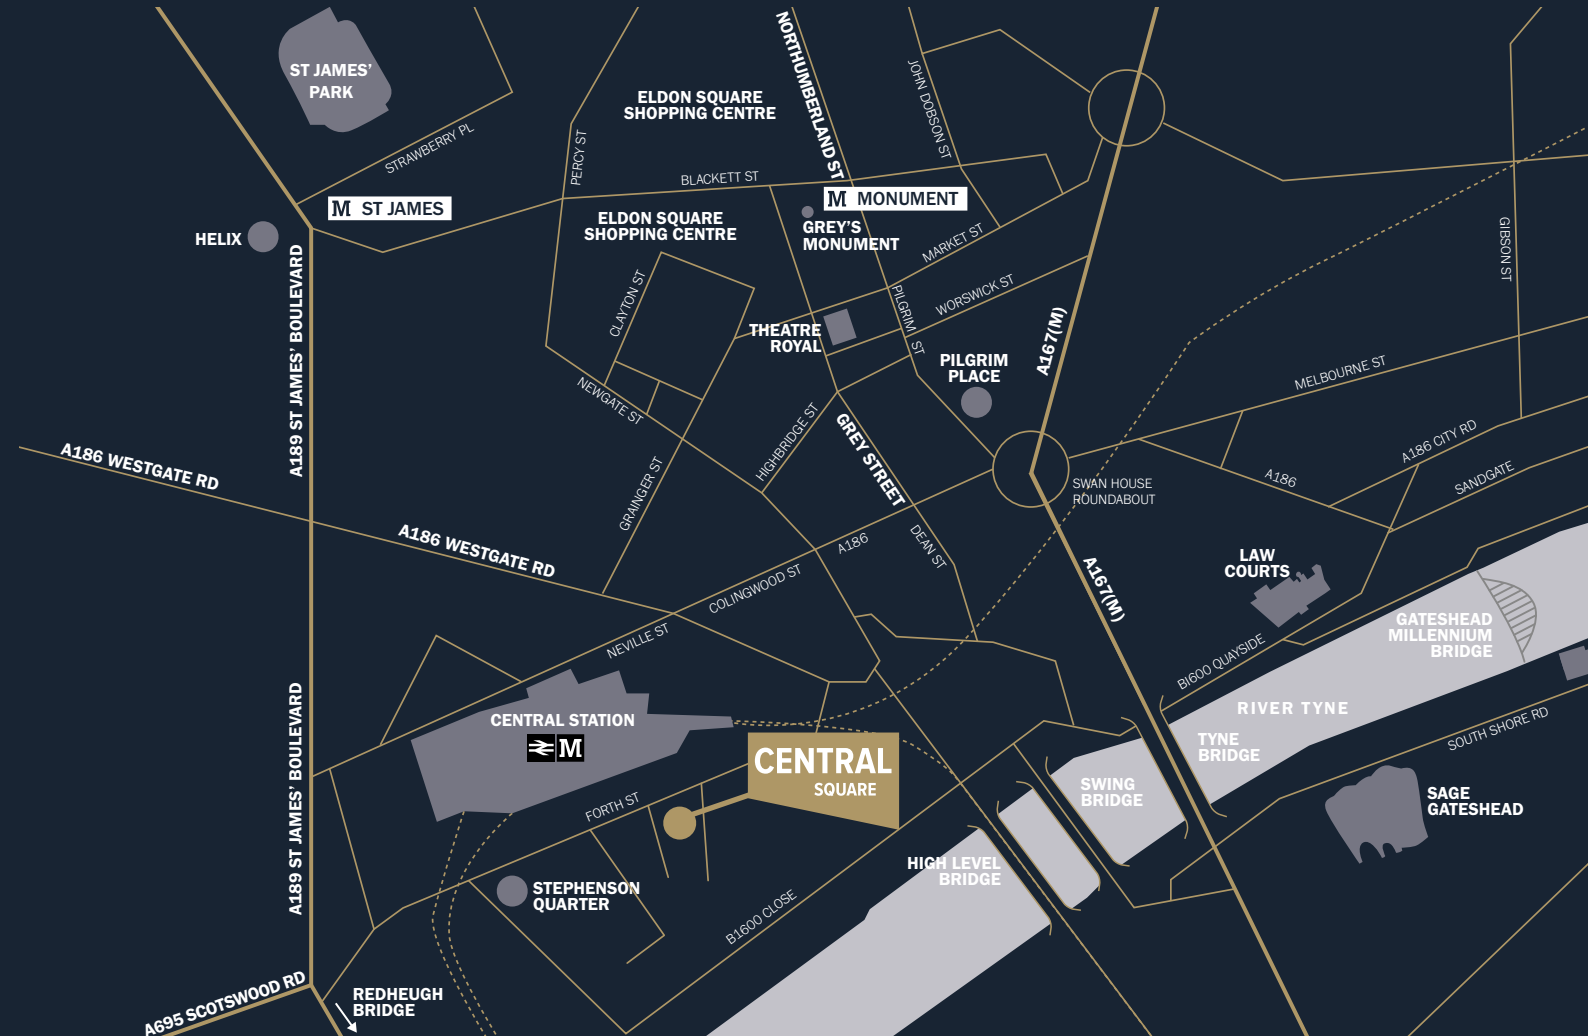 ST JAMES'
PARK
STRAWBERRY PL
M ST JAMES
HELIX
A189 ST JAMES' BOULEVARD
ELDON SQUARE
SHOPPING CENTRE
PERCY ST
NORTHUMBERLAND ST
JOHN DOBSON ST
BLACKETT ST
ELDON SQUARE
SHOPPING CENTRE
M MONUMENT
GREY'S
MONUMENT
MARKET ST
WORSWICK ST
CLAYTON ST
PILGRIM ST
THEATRE
ROYAL
PILGRIM
PLACE
A167(M)
GIBSON ST
MELBOURNE ST
NEWGATE ST
HIGHBRIDGE ST
GREY STREET
GRAINGER ST
A186 WESTGATE RD
A186 WESTGATE RD
SWAN HOUSE
ROUNDABOUT
A186
A186 CITY RD
SANDGATE
A186
DEAN ST
COLINGWOOD ST
NEVILLE ST
A167(M)
LAW
COURTS
GATESHEAD
MILLENNIUM
BRIDGE
B1600 QUAYSIDE
RIVER TYNE
SOUTH SHORE RD
TYNE
BRIDGE
SWING
BRIDGE
SAGE
GATESHEAD
CENTRAL STATION
M
CENTRAL
SQUARE
FORTH ST
A189 ST JAMES' BOULEVARD
STEPHENSON
QUARTER
HIGH LEVEL
BRIDGE
B1600 CLOSE
A695 SCOTSWOOD RD
REDHEUGH
BRIDGE